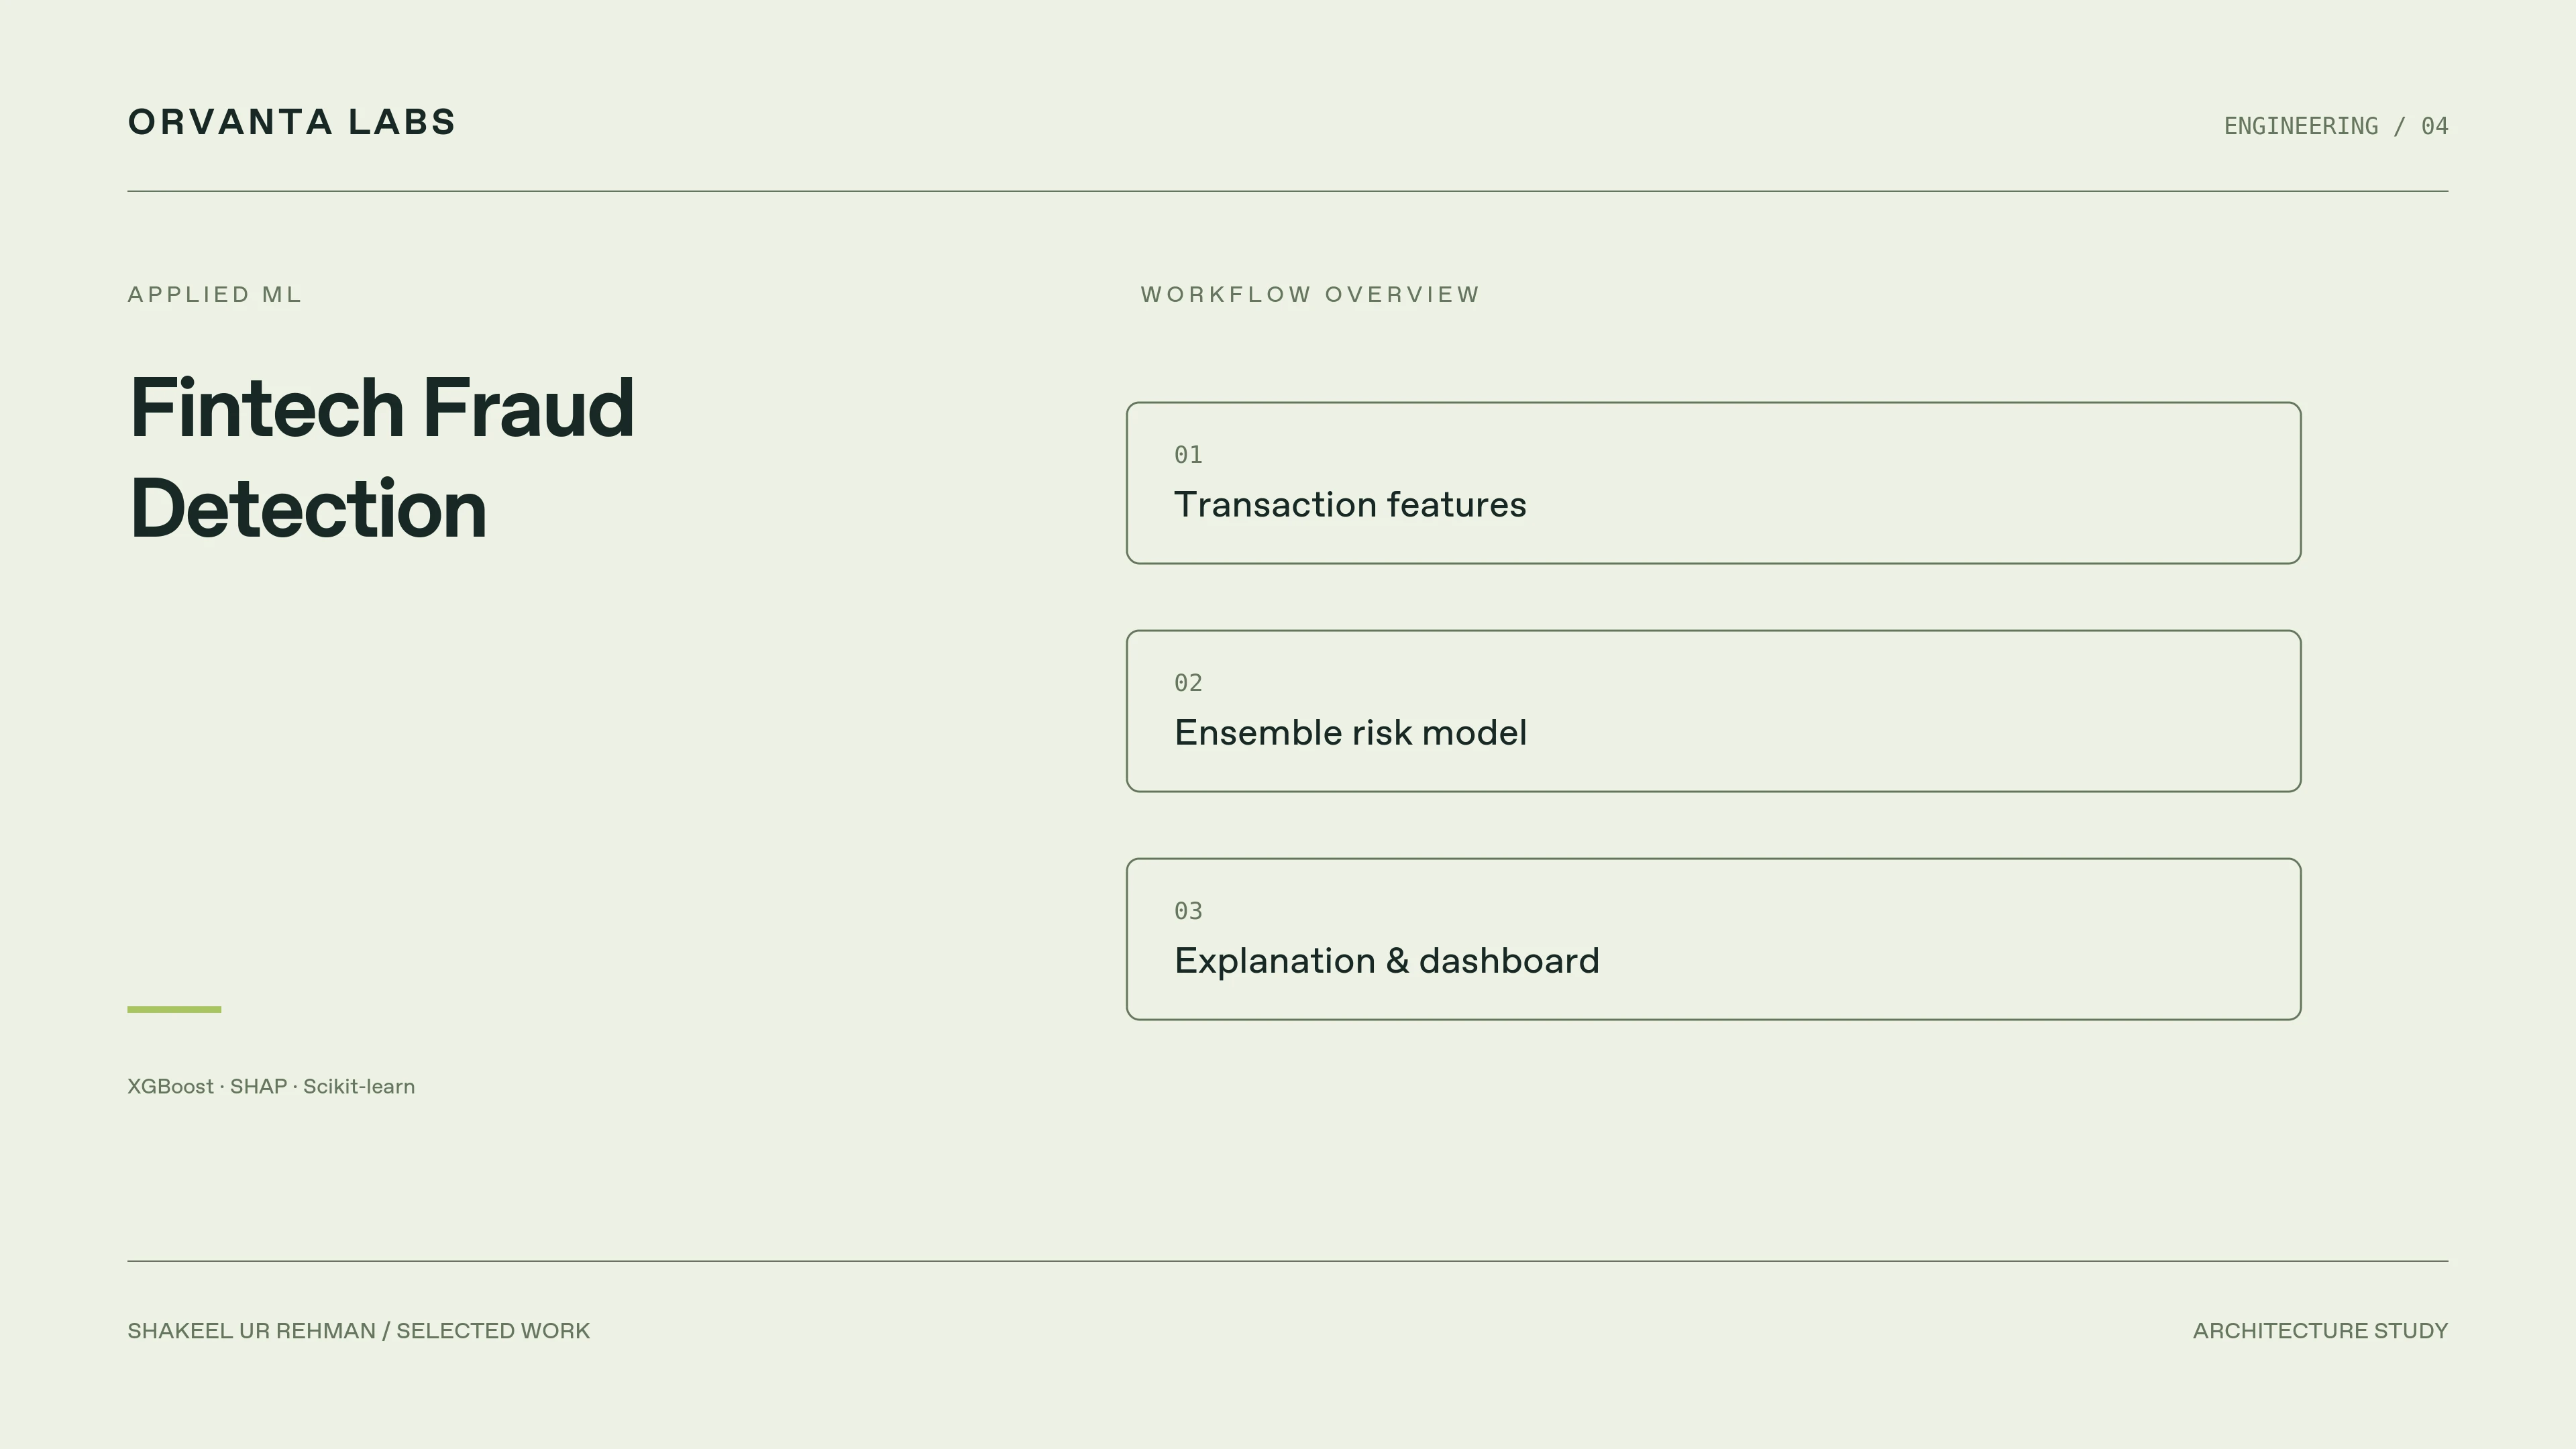 ORVANTA LABS
ENGINEERING / 04
APPLIED ML
Fintech Fraud
Detection
XGBoost · SHAP · Scikit-learn
WORKFLOW OVERVIEW
01
Transaction features
02
Ensemble risk model
03
Explanation & dashboard
SHAKEEL UR REHMAN / SELECTED WORK
ARCHITECTURE STUDY